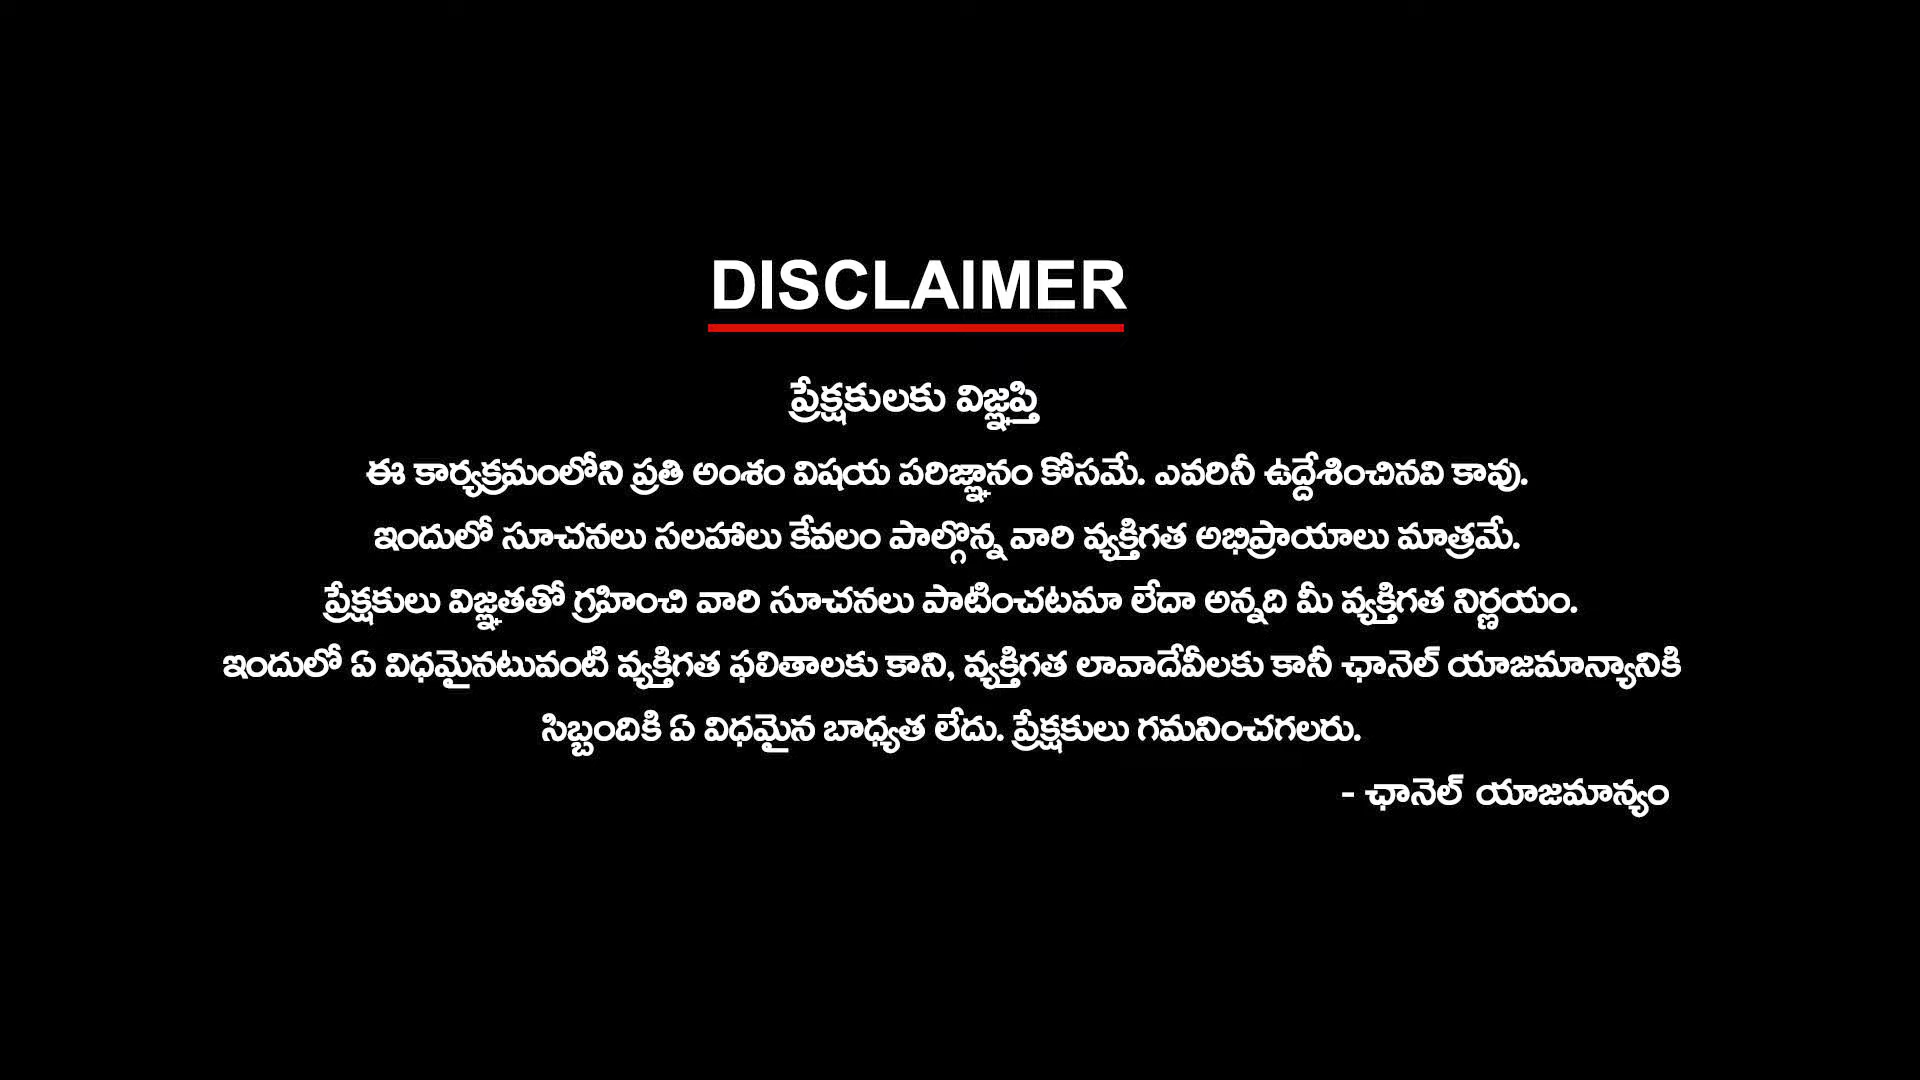 DISCLAIMER
ప్రేక్షకులకు విజ్ఞప్తి
ఈ కార్యక్రమంలోని ప్రతి అంశం విషయ పరిజ్ఞానం కోసమే. ఎవరినీ ఉద్దేశించినవి కావు.
ఇందులో సూచనలు సలహాలు కేవలం పాల్గొన్న వారి వ్యక్తిగత అభిప్రాయాలు మాత్రమే.
ప్రేక్షకులు విజ్ఞతతో గ్రహించి వారి సూచనలు పాటించటమా లేదా అన్నది మీ వ్యక్తిగత నిర్ణయం.
ఇందులో ఏ విధమైనటువంటి వ్యక్తిగత ఫలితాలకు కాని, వ్యక్తిగత లావాదేవీలకు కానీ ఛానెల్ యాజమాన్యానికి
సిబ్బందికి ఏ విధమైన బాధ్యత లేదు. ప్రేక్షకులు గమనించగలరు.
- ఛానెల్ యాజమాన్యం